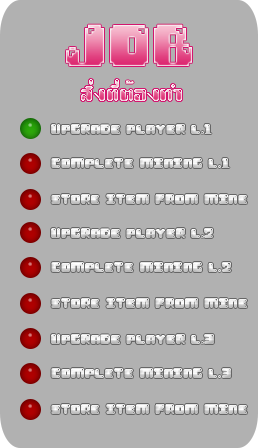 JOB
สิ่งที่ต้องทำ
UPGRADE PLAYER L.1
COMPLETE MINING L.1
STORE ITEM FROM MINE
UPGRADE PLAYER L.2
COMPLETE MINING L.2
STORE ITEM FROM MINE
UPGRADE PLAYER L.3
COMPLETE MINING L.3
STORE ITEM FROM MINE